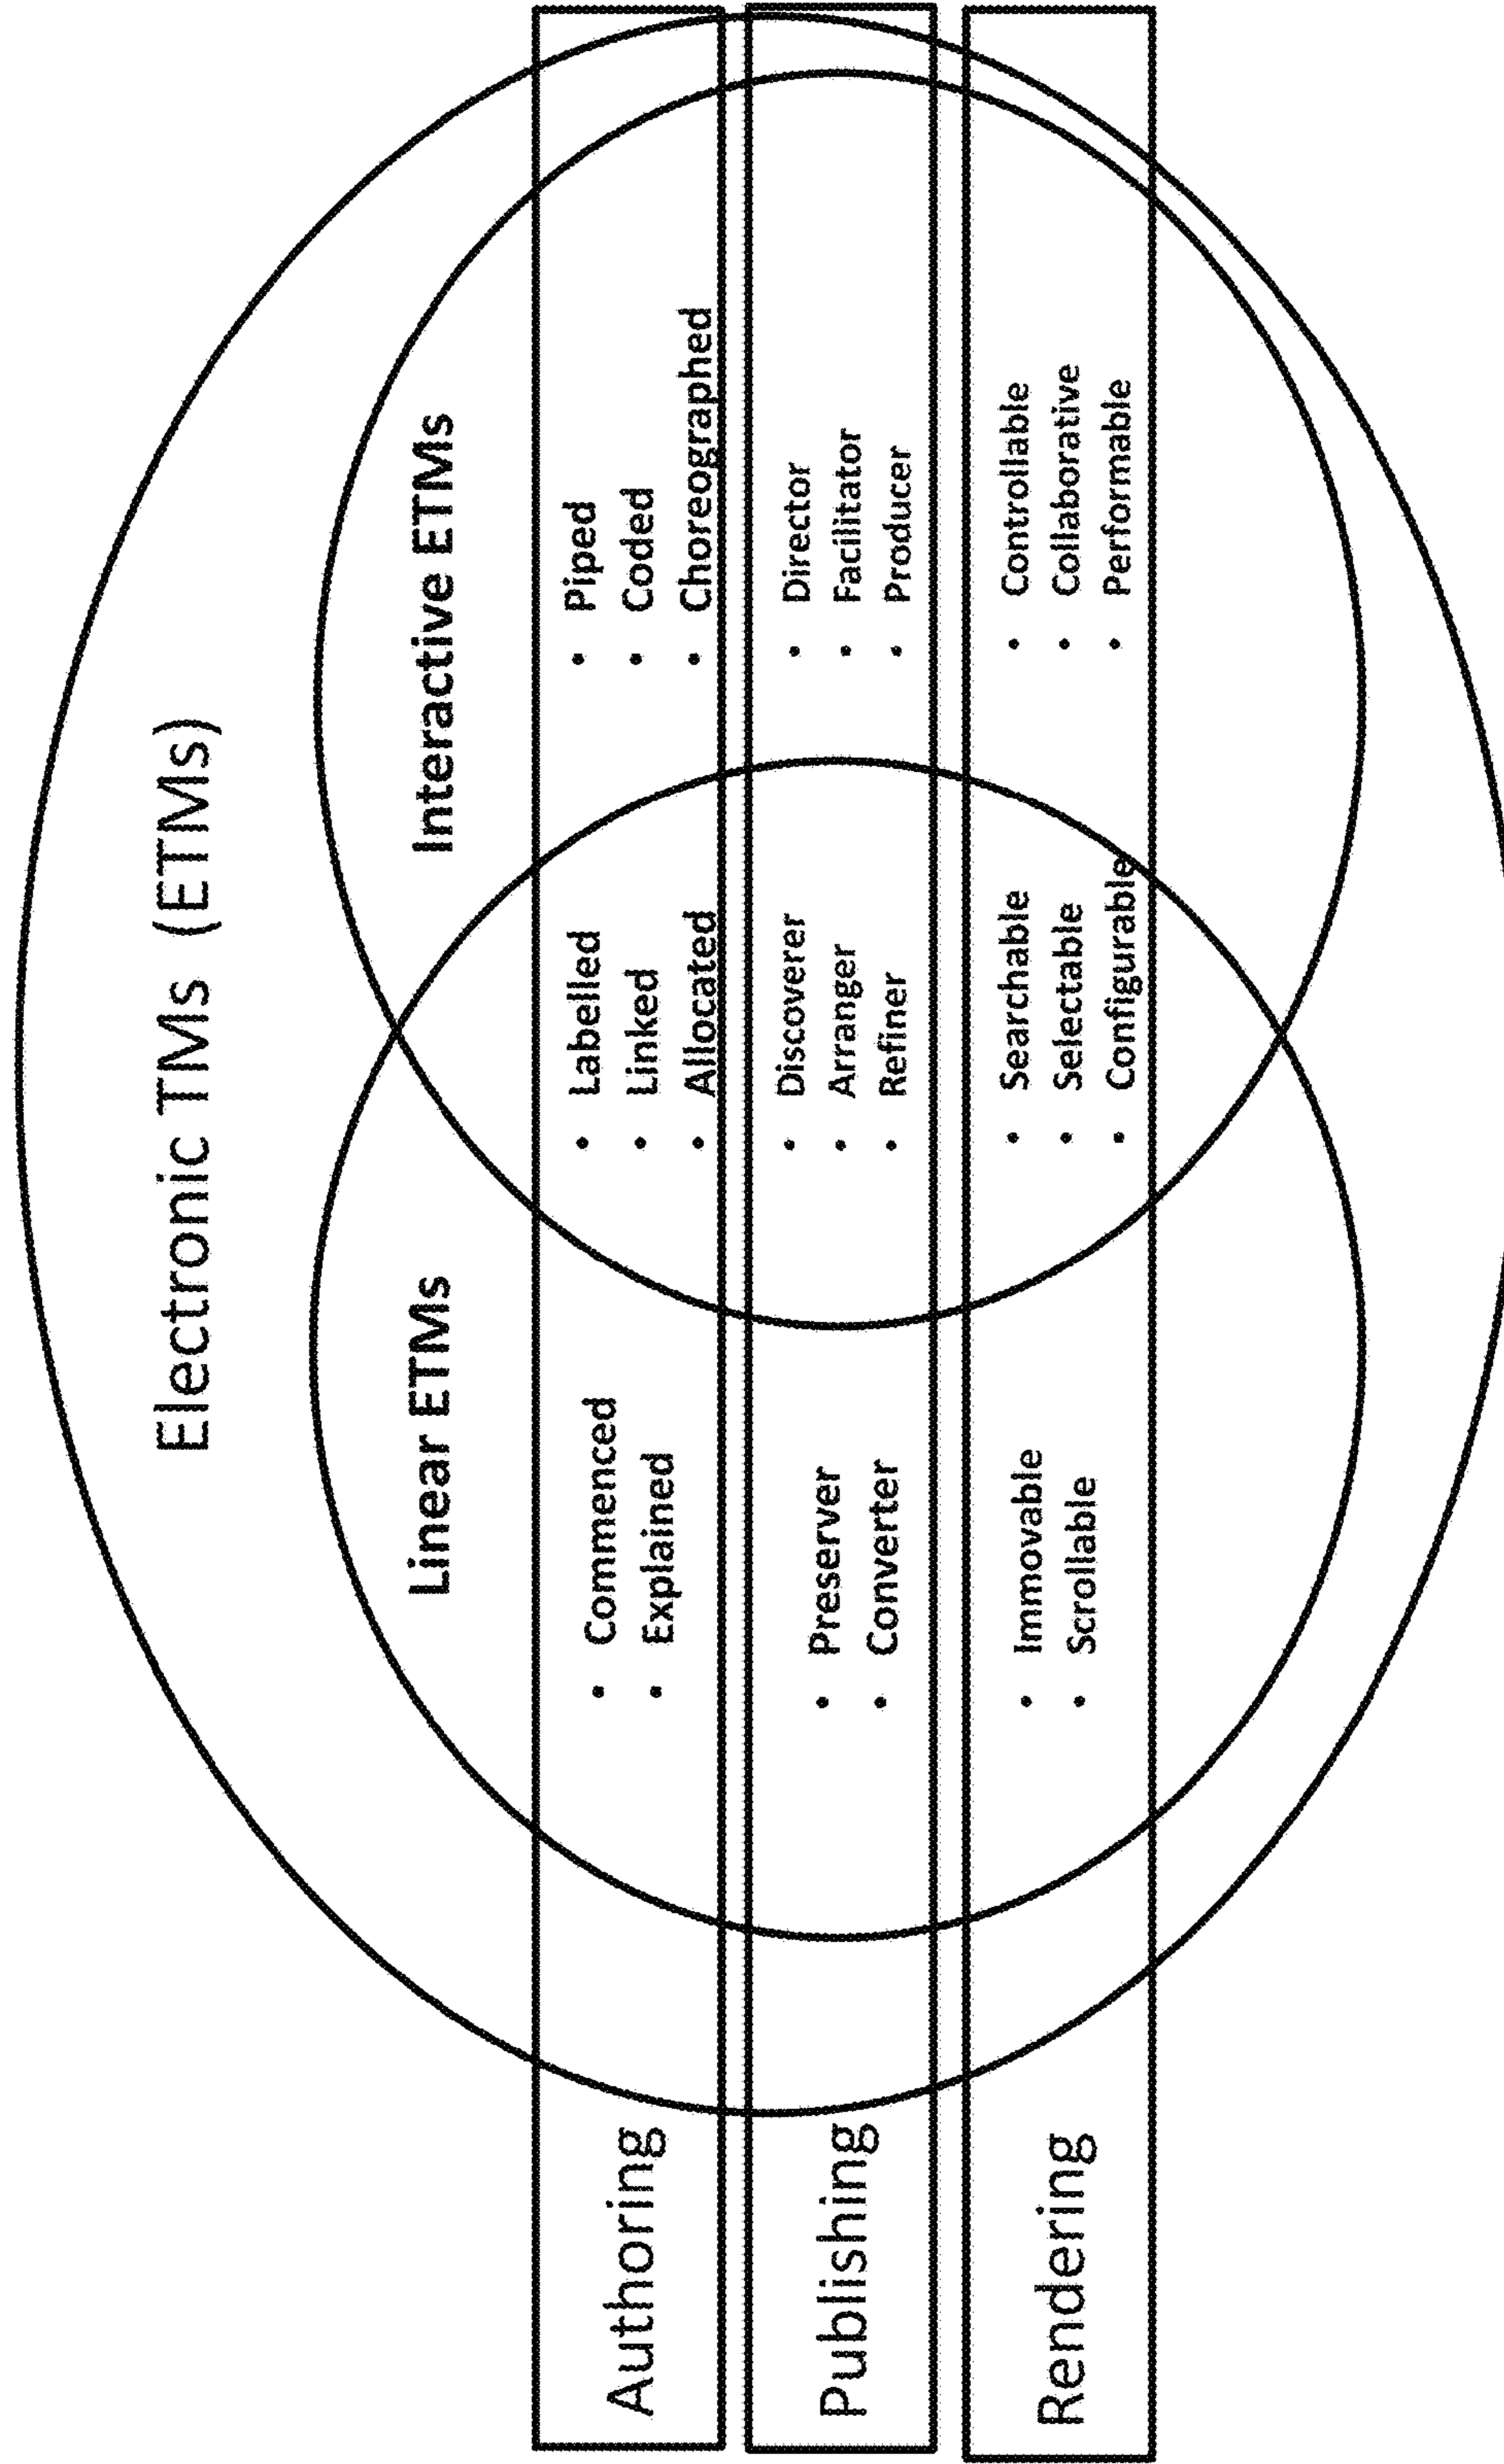 Electronic TMs (ETMs)
Linear ETMs
Interactive ETMs
Authoring
• Commenced
• Explained
• Labelled
• Linked
• Allocated
• Piped
• Coded
• Choreographed
Publishing
• Preserver
• Converter
• Discoverer
• Arranger
• Refiner
• Director
• Facilitator
• Producer
Rendering
• Immovable
• Scrollable
• Searchable
• Selectable
• Configurable
• Controllable
• Collaborative
• Performable